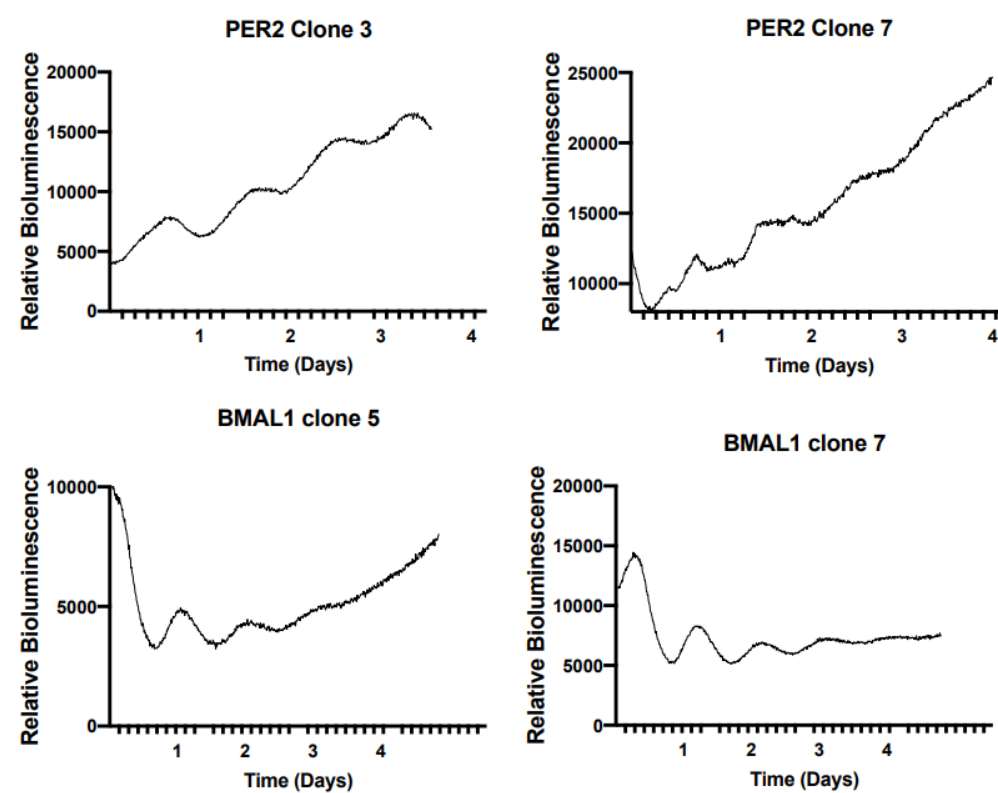 PER2 Clone 3
Relative Bioluminescence
20000
15000
10000
5000
0
1 2 3 4
Time (Days)
PER2 Clone 7
Relative Bioluminescence
25000
20000
15000
10000
1 2 3 4
Time (Days)
BMAL1 clone 5
Relative Bioluminescence
10000
5000
0
1 2 3 4
Time (Days)
BMAL1 clone 7
Relative Bioluminescence
20000
15000
10000
5000
0
1 2 3 4
Time (Days)